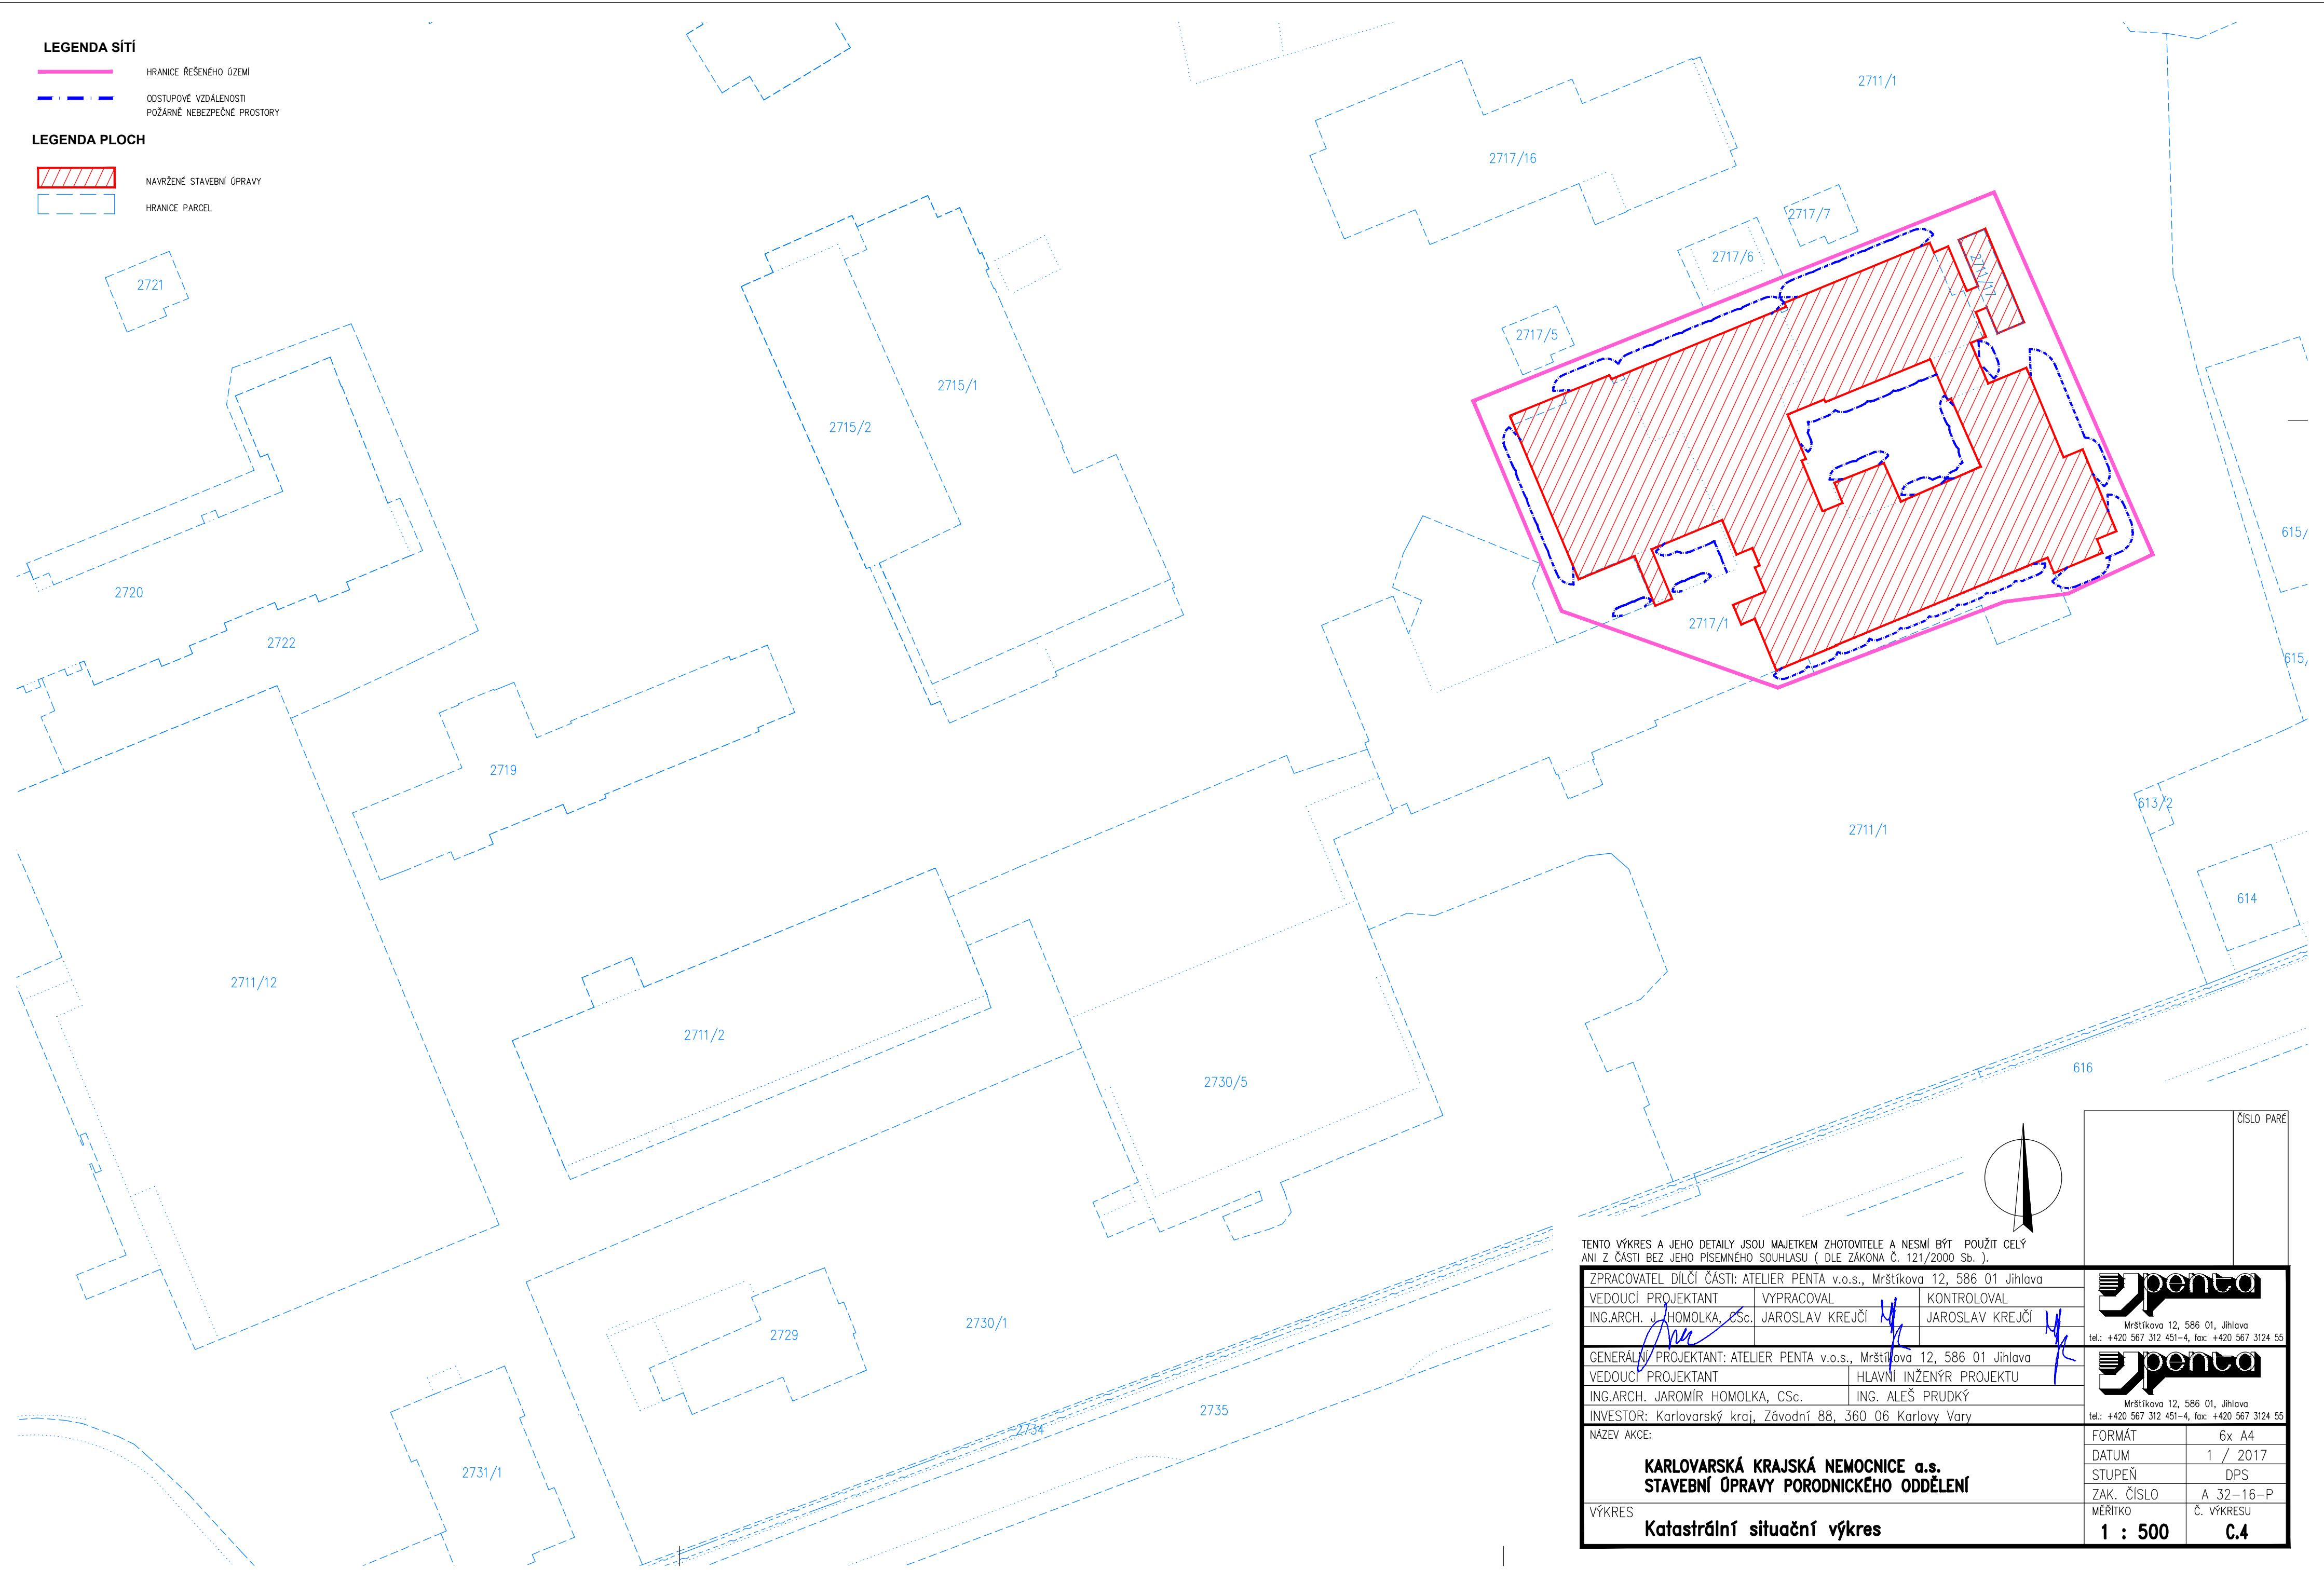 LEGENDA SÍTÍ
HRANICE ŘEŠENÉHO ÚZEMÍ
ODSTUPOVÉ VZDÁLENOSTI
POŽÁRNĚ NEBEZPEČNÉ PROSTORY
LEGENDA PLOCH
NAVRŽENÉ STAVEBNÍ ÚPRAVY
HRANICE PARCEL
2711/1
2717/16
2717/7
2717/6
2711/17
2721
2717/5
2715/1
2715/2
615/
2720
2717/1
2722
615/
2719
613/2
2711/1
614
2711/12
2711/2
616
2730/5
2730/1
2729
2735
2734
2731/1
ČÍSLO PARÉ
TENTO VÝKRES A JEHO DETAILY JSOU MAJETKEM ZHOTOVITELE A NESMÍ BÝT POUŽIT CELÝ
ANI Z ČÁSTI BEZ JEHO PÍSEMNÉHO SOUHLASU ( DLE ZÁKONA Č. 121/2000 Sb. ).
ZPRACOVATEL DÍLČÍ ČÁSTI: ATELIER PENTA v.o.s., Mrštíkova 12, 586 01 Jihlava
VEDOUCÍ PROJEKTANT VYPRACOVAL KONTROLOVAL
ING.ARCH. J. HOMOLKA, CSc. JAROSLAV KREJČÍ JAROSLAV KREJČÍ
penta
Mrštíkova 12, 586 01, Jihlava
tel.: +420 567 312 451-4, fax: +420 567 3124 55
GENERÁLNÍ PROJEKTANT: ATELIER PENTA v.o.s., Mrštíkova 12, 586 01 Jihlava
VEDOUCÍ PROJEKTANT HLAVNÍ INŽENÝR PROJEKTU
ING.ARCH. JAROMÍR HOMOLKA, CSc. ING. ALEŠ PRUDKÝ
INVESTOR: Karlovarský kraj, Závodní 88, 360 06 Karlovy Vary
penta
Mrštíkova 12, 586 01, Jihlava
tel.: +420 567 312 451-4, fax: +420 567 3124 55
NÁZEV AKCE:
KARLOVARSKÁ KRAJSKÁ NEMOCNICE a.s.
STAVEBNÍ ÚPRAVY PORODNICKÉHO ODDĚLENÍ
FORMÁT 6x A4
DATUM 1 / 2017
STUPEŇ DPS
ZAK. ČÍSLO A 32-16-P
VÝKRES
Katastrální situační výkres
MĚŘÍTKO Č. VÝKRESU
1 : 500 C.4